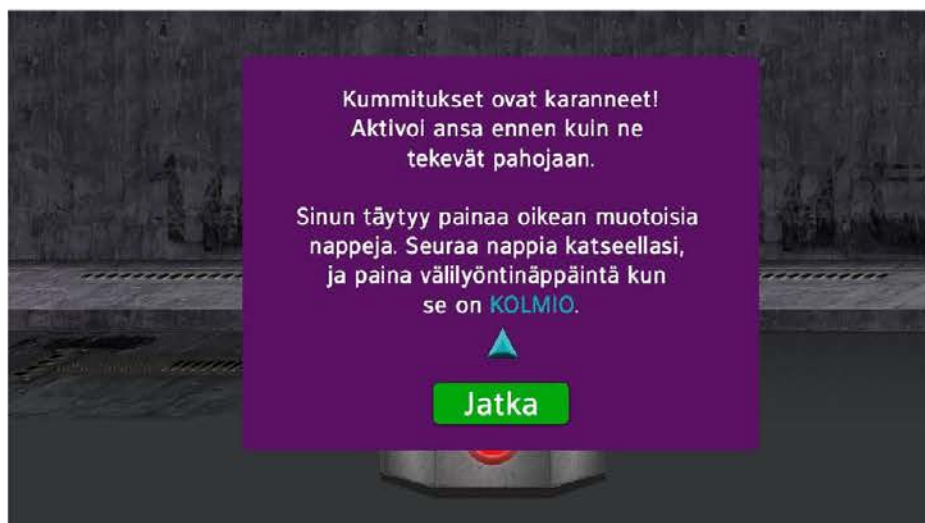 Kummitukset ovat karanneet!
Aktivoi ansa ennen kuin ne
tekevät pahojaan.
Sinun täytyy painaa oikean muotoisia
nappeja. Seuraa nappia katseellasi,
ja paina välilyöntinäppäintä kun
se on KOLMIO.
Jatka